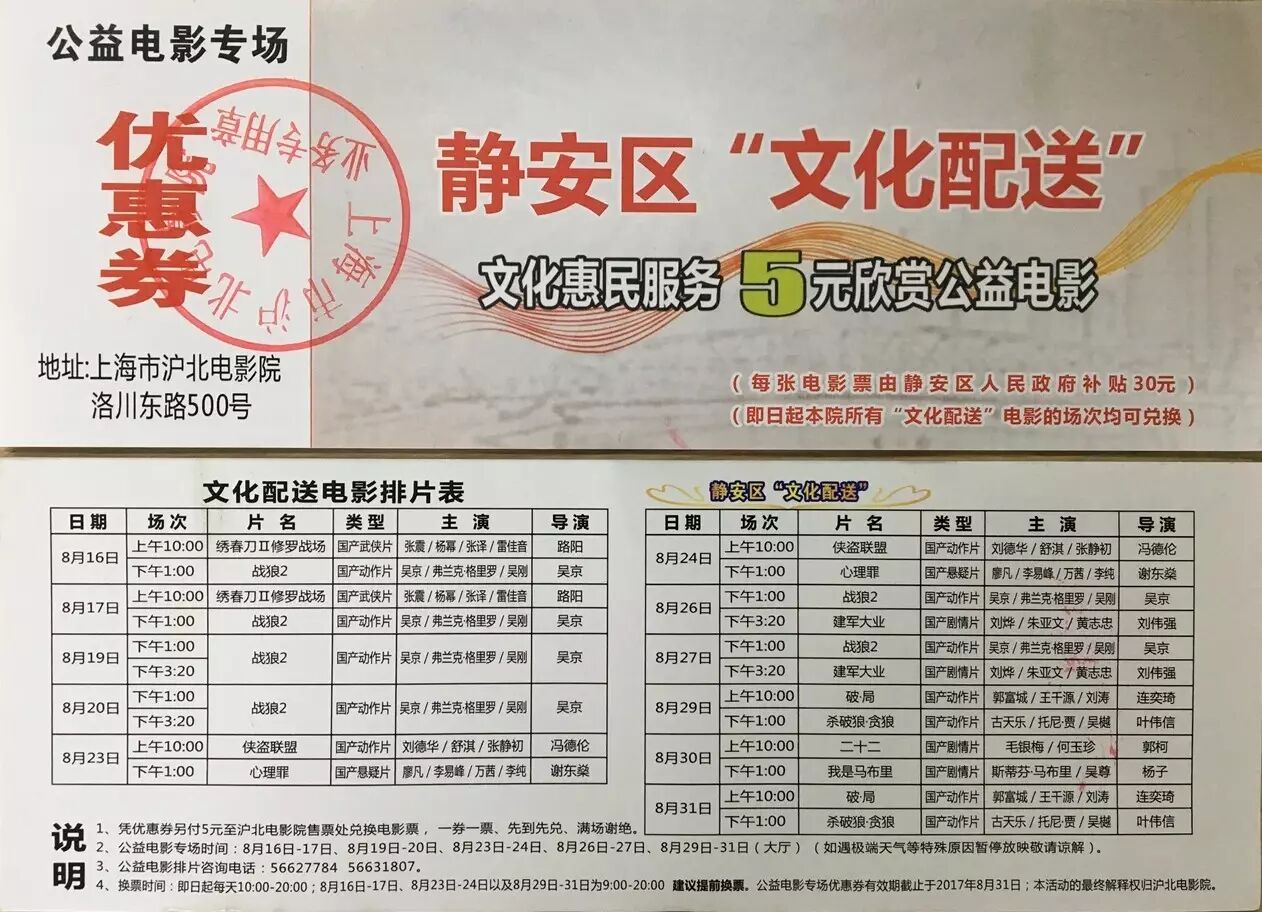 公益电影专场
优惠券
上海市沪北电影院
业务专用章
地址:上海市沪北电影院
洛川东路500号
静安区“文化配送”
文化惠民服务5元欣赏公益电影
(每张电影票由静安区人民政府补贴30元)
(即日起本院所有“文化配送”电影的场次均可兑换)
文化配送电影排片表
日期 场次 片名 类型 主演 导演
8月16日 上午10:00 绣春刀Ⅱ修罗战场 国产武侠片 张震/杨幂/张译/雷佳音 路阳
下午1:00 战狼2 国产动作片 吴京/弗兰克·格里罗/吴刚 吴京
8月17日 上午10:00 绣春刀Ⅱ修罗战场 国产武侠片 张震/杨幂/张译/雷佳音 路阳
下午1:00 战狼2 国产动作片 吴京/弗兰克·格里罗/吴刚 吴京
8月19日 下午1:00 战狼2 国产动作片 吴京/弗兰克·格里罗/吴刚 吴京
下午3:20
8月20日 下午1:00 战狼2 国产动作片 吴京/弗兰克·格里罗/吴刚 吴京
下午3:20
8月23日 上午10:00 侠盗联盟 国产动作片 刘德华/舒淇/张静初 冯德伦
下午1:00 心理罪 国产悬疑片 廖凡/李易峰/万茜/李纯 谢东燊
静安区“文化配送”
日期 场次 片名 类型 主演 导演
8月24日 上午10:00 侠盗联盟 国产动作片 刘德华/舒淇/张静初 冯德伦
下午1:00 心理罪 国产悬疑片 廖凡/李易峰/万茜/李纯 谢东燊
8月26日 下午1:00 战狼2 国产动作片 吴京/弗兰克·格里罗/吴刚 吴京
下午3:20 建军大业 国产剧情片 刘烨/朱亚文/黄志忠 刘伟强
8月27日 下午1:00 战狼2 国产动作片 吴京/弗兰克·格里罗/吴刚 吴京
下午3:20 建军大业 国产剧情片 刘烨/朱亚文/黄志忠 刘伟强
8月29日 上午10:00 破·局 国产动作片 郭富城/王千源/刘涛 连奕琦
下午1:00 杀破狼·贪狼 国产动作片 古天乐/托尼·贾/吴樾 叶伟信
8月30日 上午10:00 二十二 国产剧情片 毛银梅/何玉珍 郭柯
下午1:00 我是马布里 国产剧情片 斯蒂芬·马布里/吴尊 杨子
8月31日 上午10:00 破·局 国产动作片 郭富城/王千源/刘涛 连奕琦
下午1:00 杀破狼·贪狼 国产动作片 古天乐/托尼·贾/吴樾 叶伟信
说明
1、凭优惠券另付5元至沪北电影院售票处兑换电影票,一券一票、先到先兑、满场谢绝。
2、公益电影专场时间:8月16日-17日、8月19日-20日、8月23日-24日、8月26日-27日、8月29日-31日(大厅)(如遇极端天气等特殊原因暂停放映敬请谅解)。
3、公益电影排片咨询电话:56627784 56631807。
4、换票时间:即日起每天10:00-20:00;8月16日-17日、8月23日-24日以及8月29日-31日为9:00-20:00 建议提前换票。公益电影专场优惠券有效期截止于2017年8月31日;本活动的最终解释权归沪北电影院。